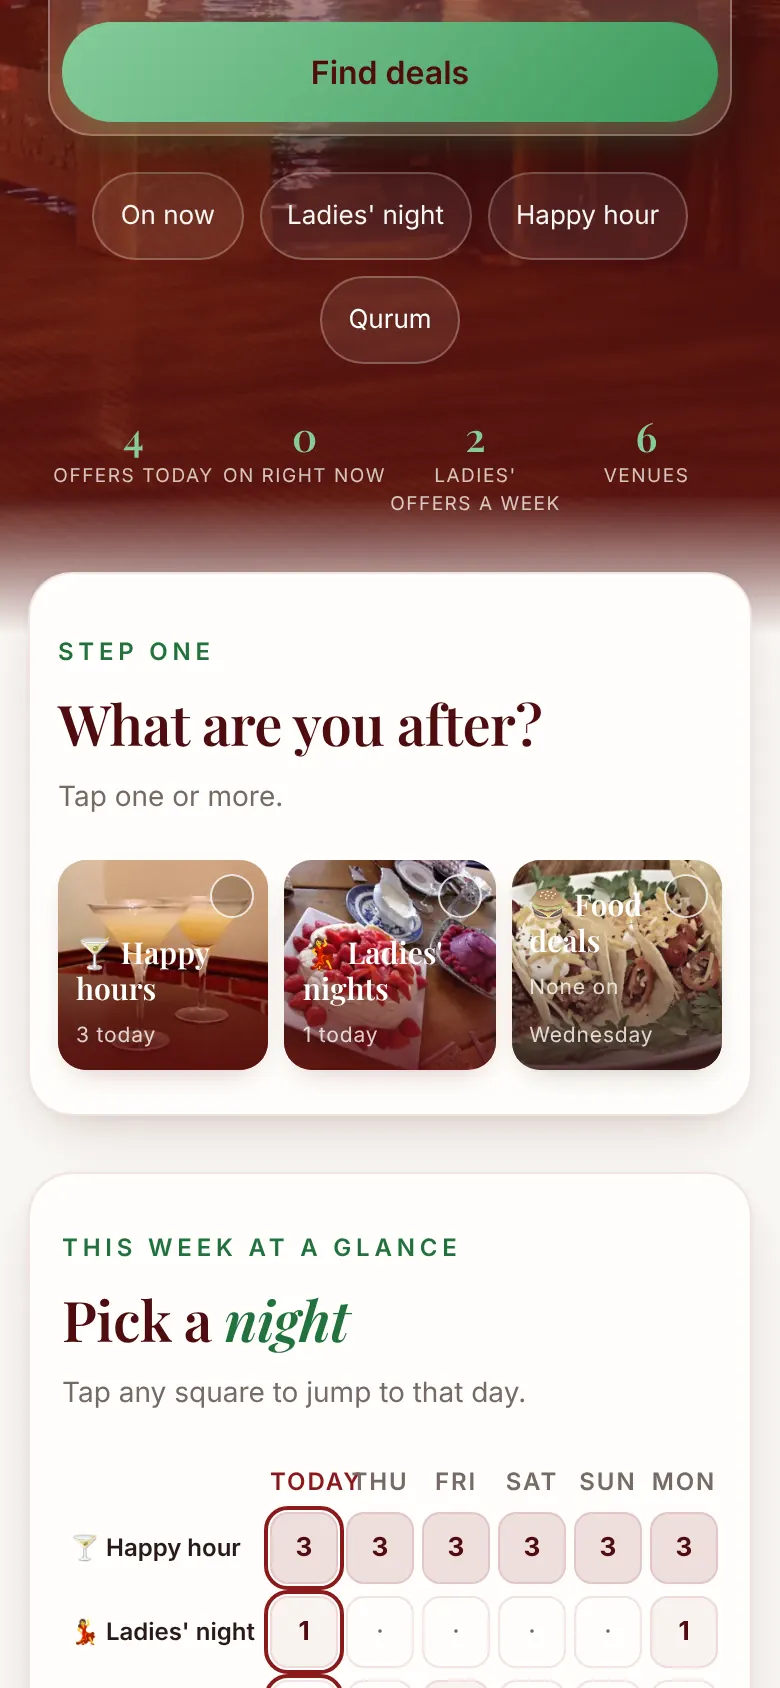 Find deals
On now
Ladies' night
Happy hour
Qurum
4
OFFERS TODAY
0
ON RIGHT NOW
2
LADIES'
OFFERS A WEEK
6
VENUES
STEP ONE
What are you after?
Tap one or more.
🍸 Happy
hours
3 today
💃 Ladies'
nights
1 today
🍔 Food
deals
None on
Wednesday
THIS WEEK AT A GLANCE
Pick a night
Tap any square to jump to that day.
TODAY THU FRI SAT SUN MON
🍸 Happy hour 3 3 3 3 3 3
💃 Ladies' night 1 · · · · 1